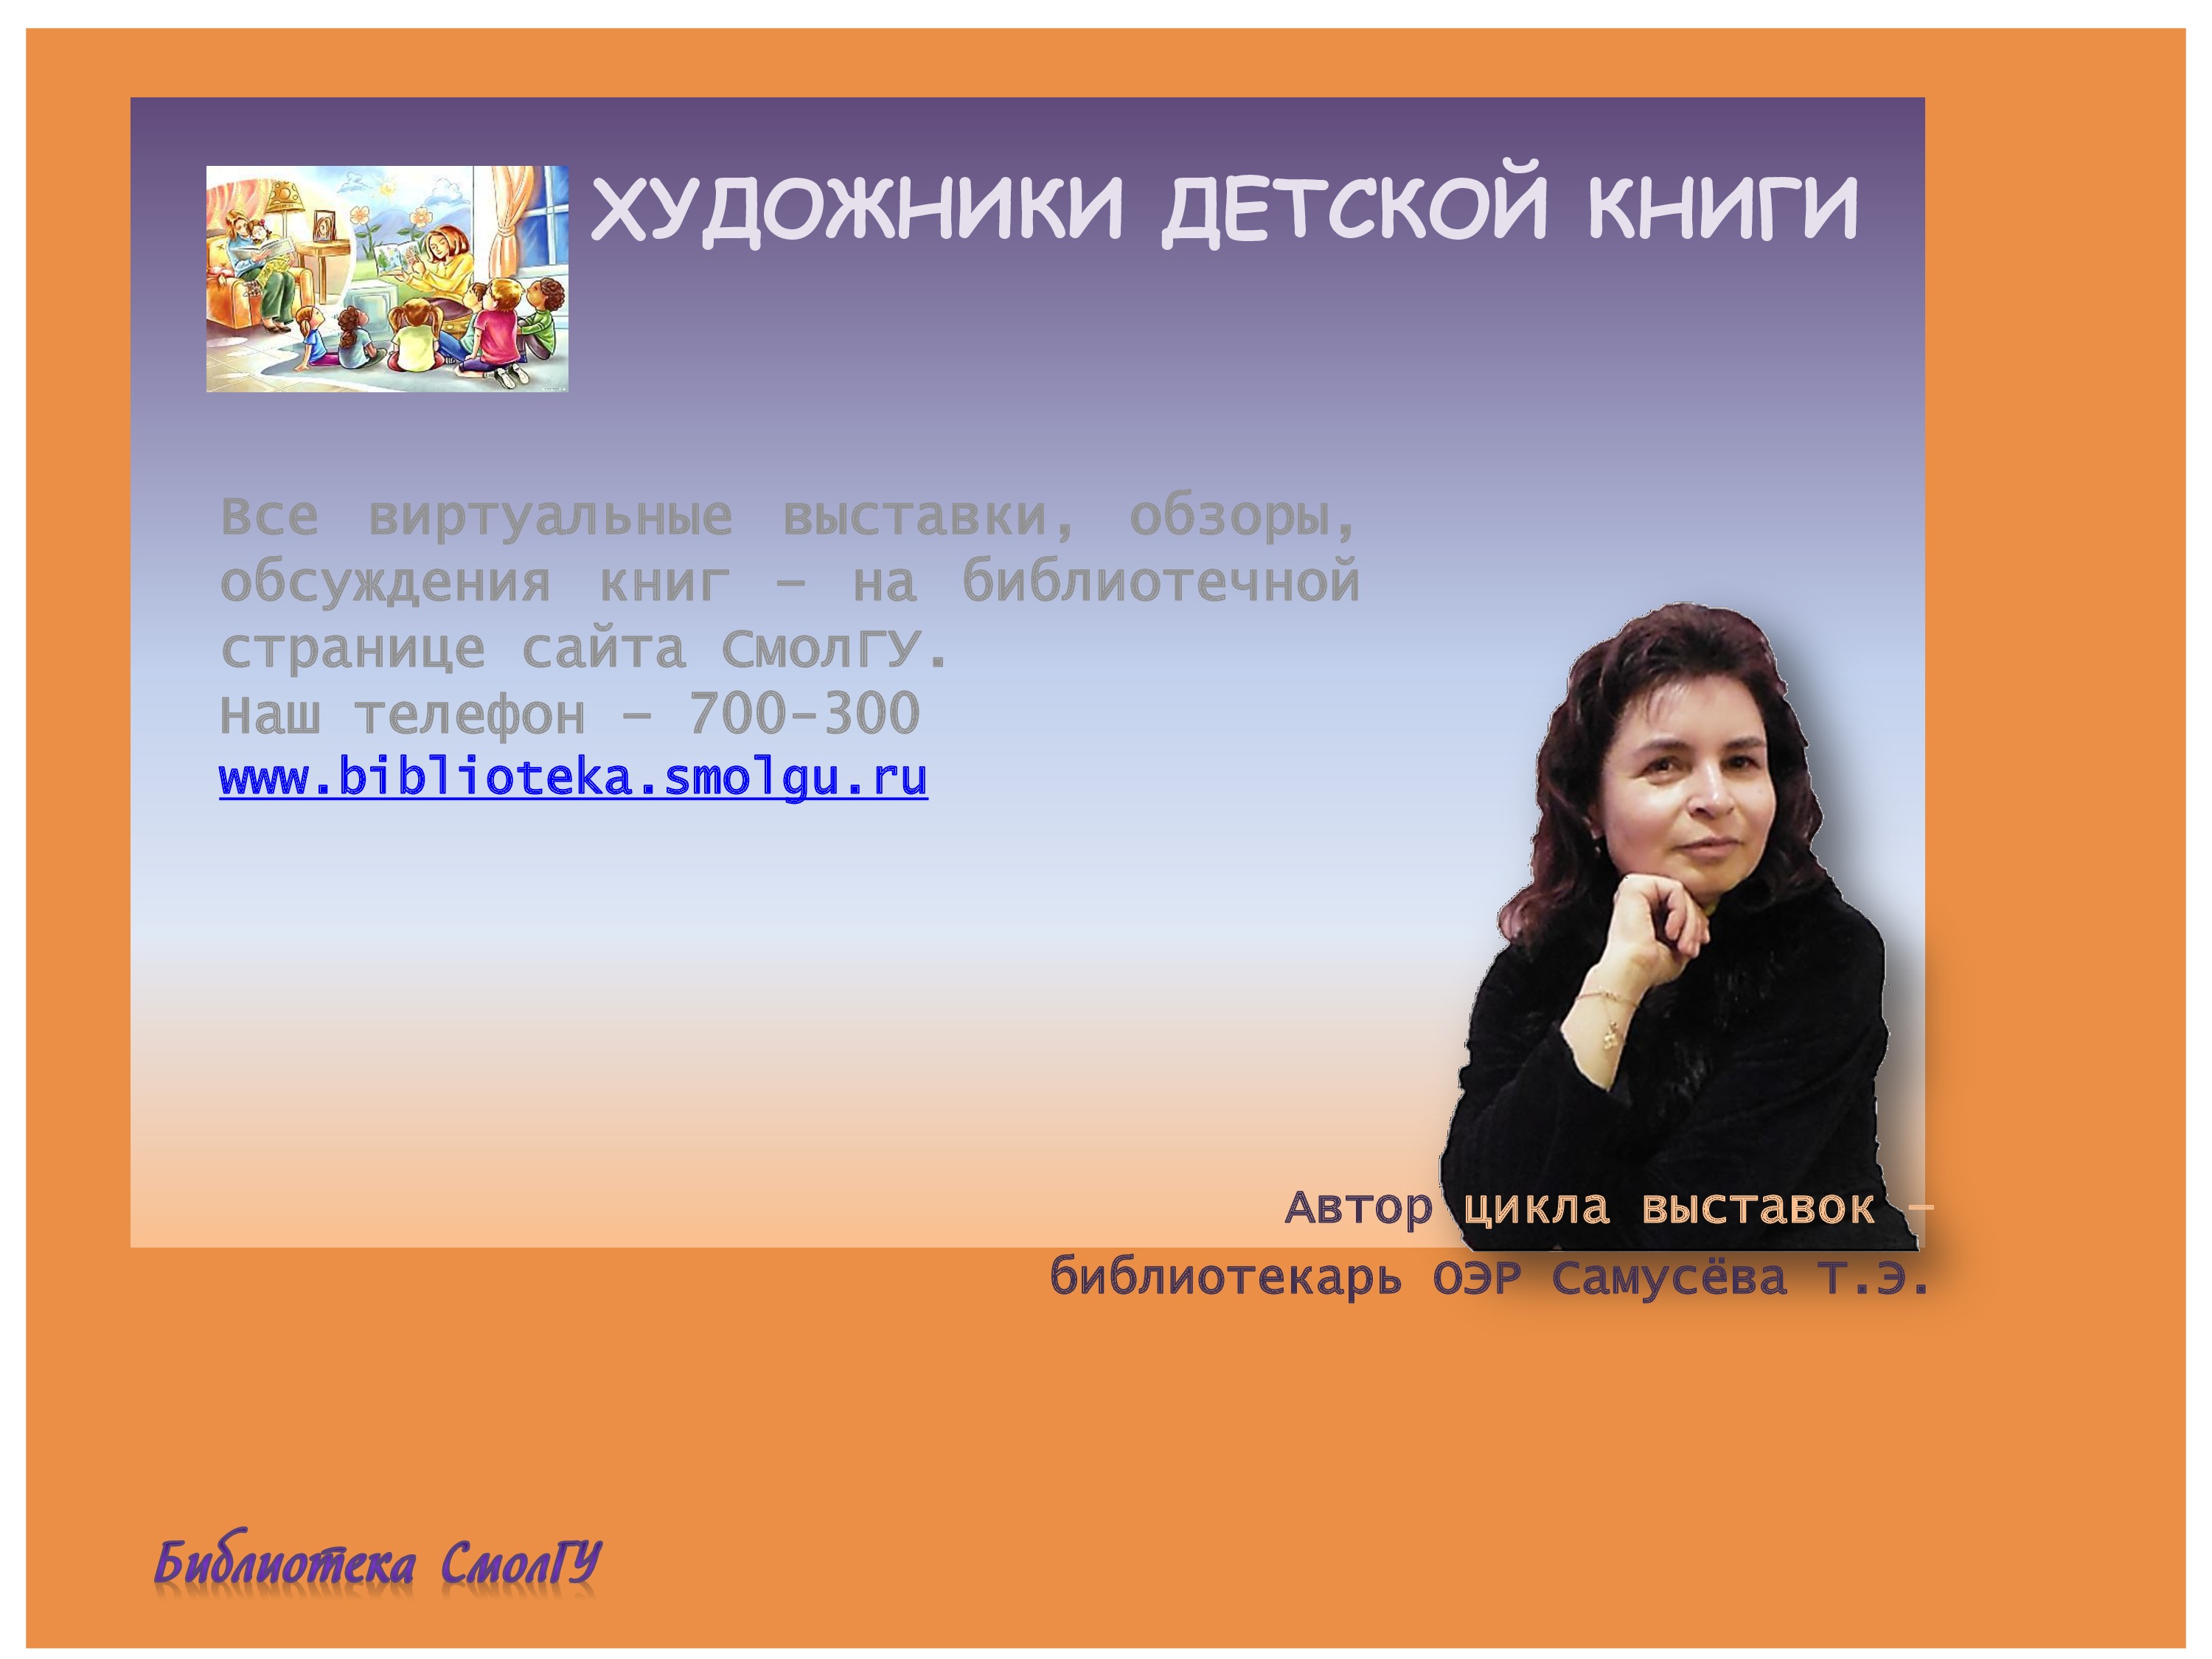 ХУДОЖНИКИ ДЕТСКОЙ КНИГИ
Все виртуальные выставки, обзоры,
обсуждения книг – на библиотечной
странице сайта СмолГУ.
Наш телефон – 700-300
www.biblioteka.smolgu.ru
Автор цикла выставок –
библиотекарь ОЭР Самусёва Т.Э.
Библиотека СмолГУ